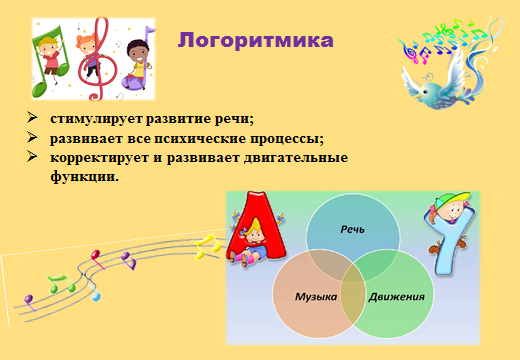 Логоритмика
➢ стимулирует развитие речи;
➢ развивает все психические процессы;
➢ корректирует и развивает двигательные
функции.
А
У
Речь
Музыка
Движения